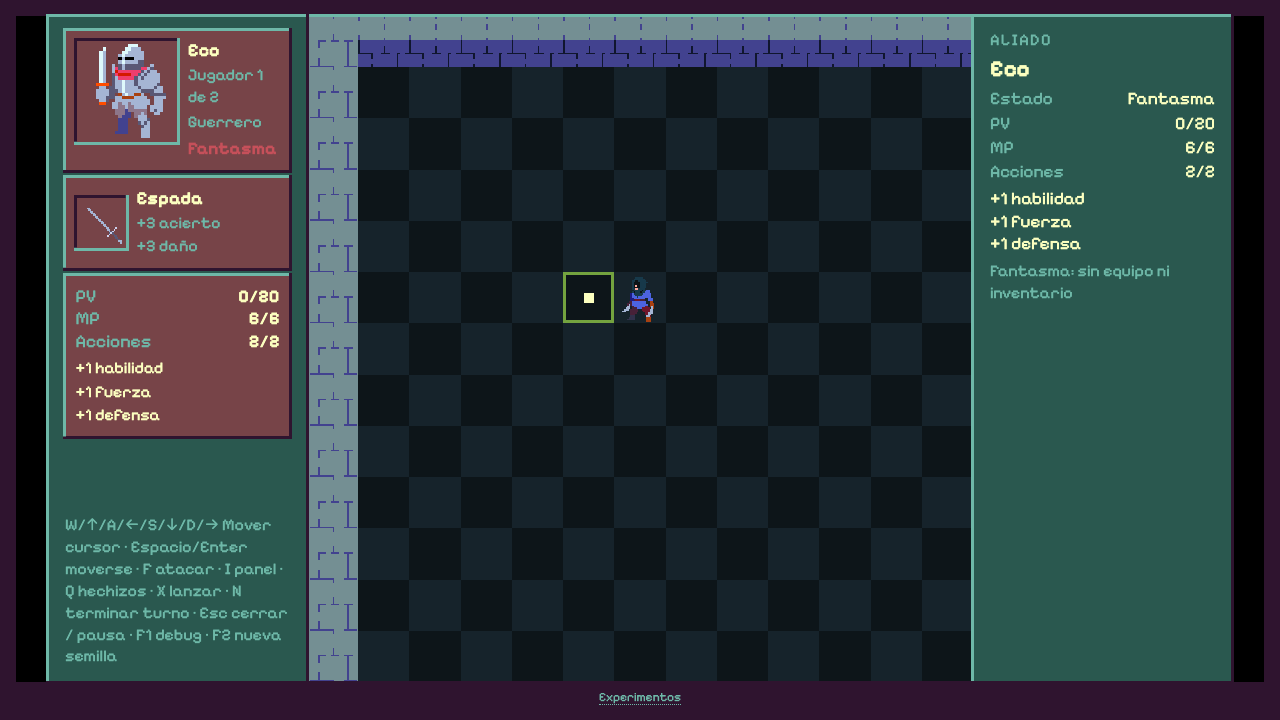 Eoo
Jugador 1
de 2
Guerrero
Fantasma
Espada
+3 acierto
+3 daño
PV 0/20
MP 6/6
Acciones 2/2
+1 habilidad
+1 fuerza
+1 defensa
W/↑/A/←/S/↓/D/→ Mover
cursor · Espacio/Enter
moverse · F atacar · I panel ·
Q hechizos · X lanzar · N
terminar turno · Esc cerrar
/ pausa · F1 debug · F2 nueva
semilla
ALIADO
Eoo
Estado Fantasma
PV 0/20
MP 6/6
Acciones 2/2
+1 habilidad
+1 fuerza
+1 defensa
Fantasma: sin equipo ni
inventario
Experimentos